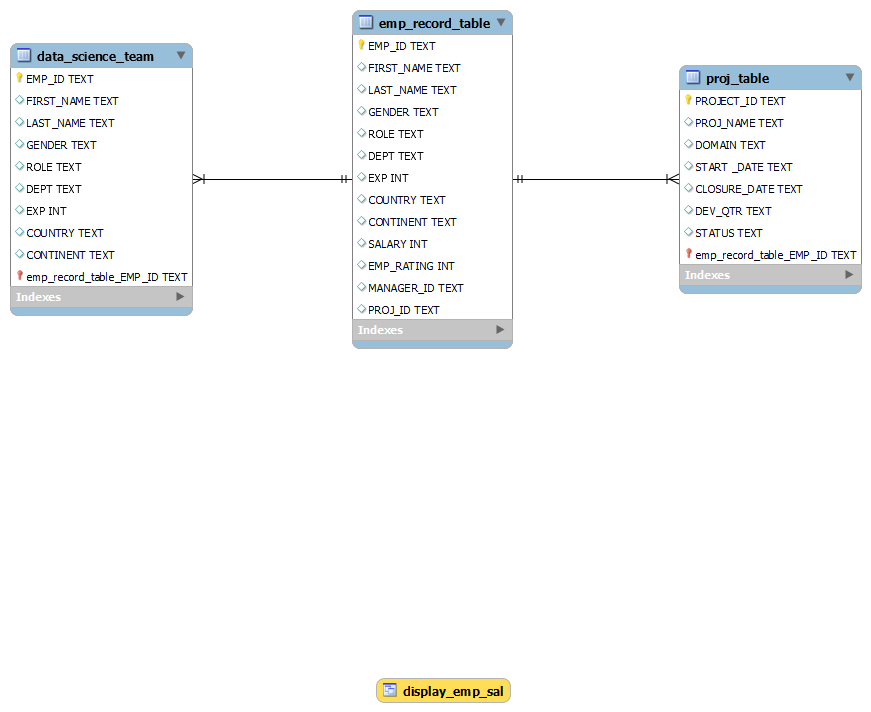 data_science_team
EMP_ID TEXT
FIRST_NAME TEXT
LAST_NAME TEXT
GENDER TEXT
ROLE TEXT
DEPT TEXT
EXP INT
COUNTRY TEXT
CONTINENT TEXT
emp_record_table_EMP_ID TEXT
Indexes
emp_record_table
EMP_ID TEXT
FIRST_NAME TEXT
LAST_NAME TEXT
GENDER TEXT
ROLE TEXT
DEPT TEXT
EXP INT
COUNTRY TEXT
CONTINENT TEXT
SALARY INT
EMP_RATING INT
MANAGER_ID TEXT
PROJ_ID TEXT
Indexes
proj_table
PROJECT_ID TEXT
PROJ_NAME TEXT
DOMAIN TEXT
START _DATE TEXT
CLOSURE_DATE TEXT
DEV_QTR TEXT
STATUS TEXT
emp_record_table_EMP_ID TEXT
Indexes
display_emp_sal